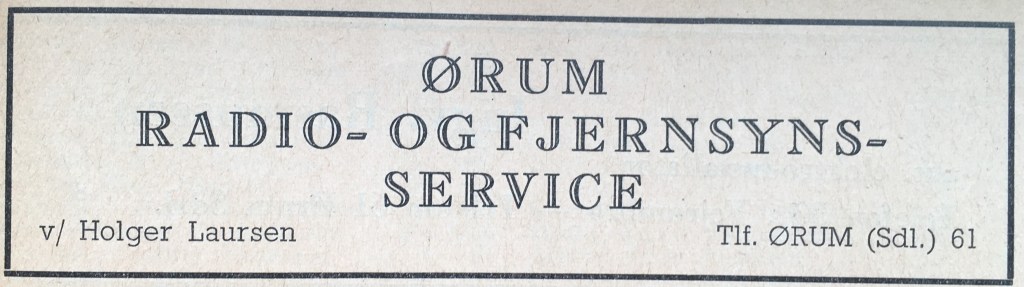 ØRUM
RADIO- OG FJERNSYNS-
SERVICE
v/ Holger Laursen
Tlf. ØRUM (Sdl.) 61